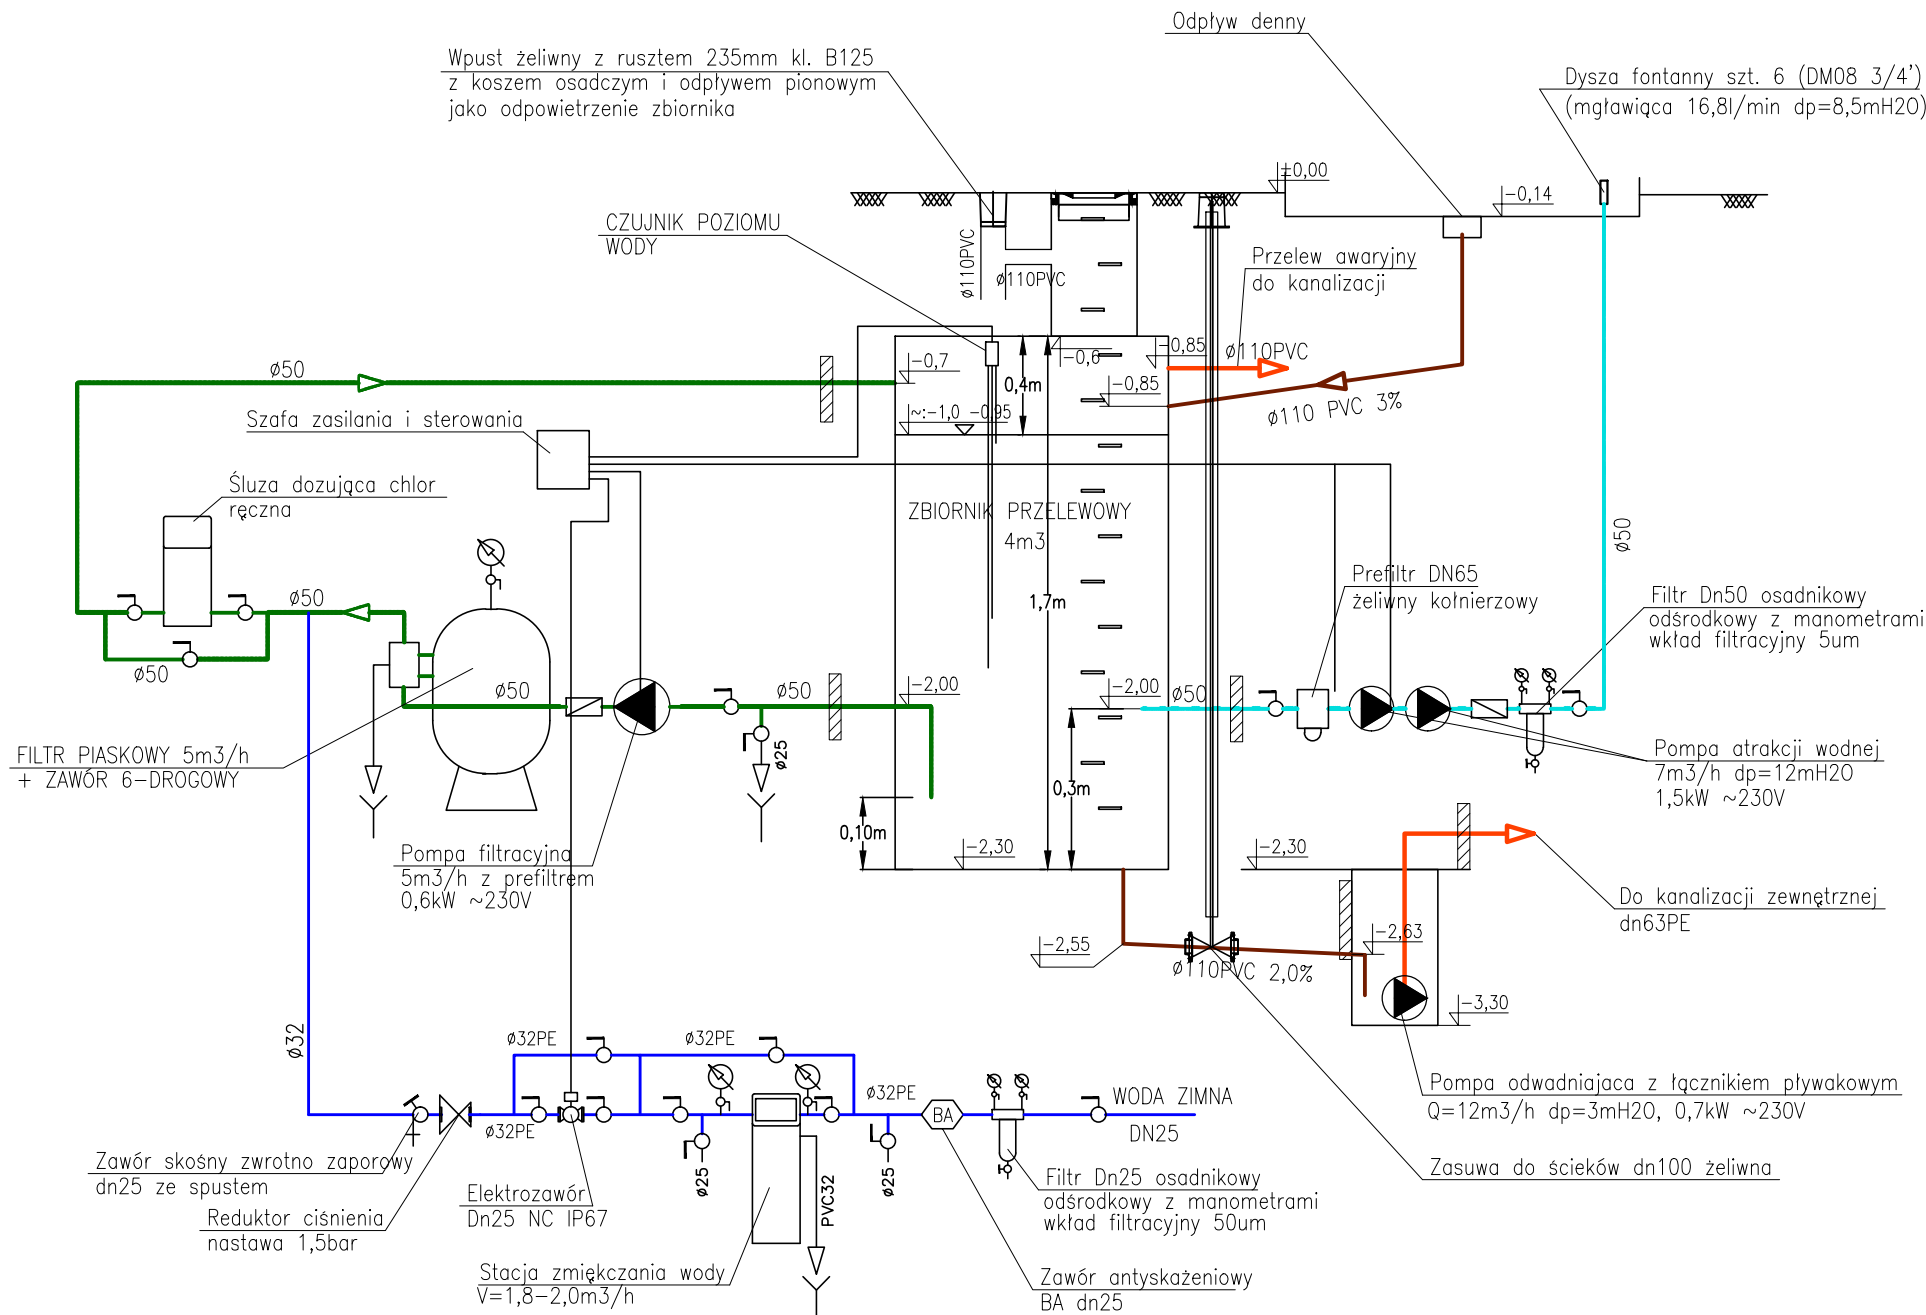 Odpływ denny
Wpust żeliwny z rusztem 235mm kl. B125
z koszem osadczym i odpływem pionowym
jako odpowietrzenie zbiornika
Dysza fontanny szt. 6 (DM08 3/4')
(mgławiąca 16,8l/min dp=8,5mH2O)
±0,00
-0,14
CZUJNIK POZIOMU
WODY
ø110PVC
ø110PVC
Przelew awaryjny
do kanalizacji
ø50
-0,7
0,4m
-0,6
-0,85
ø110PVC
-0,85
~:-1,0 -0,95
ø110 PVC 3%
Szafa zasilania i sterowania
Śluza dozująca chlor
ręczna
ZBIORNIK PRZELEWOWY
4m3
ø50
1,7m
Prefiltr DN65
żeliwny kołnierzowy
Filtr Dn50 osadnikowy
odśrodkowy z manometrami
wkład filtracyjny 5um
ø50
ø50
ø50
ø50
-2,00
-2,00
ø50
ø25
FILTR PIASKOWY 5m3/h
+ ZAWÓR 6-DROGOWY
Pompa atrakcji wodnej
7m3/h dp=12mH2O
1,5kW ~230V
0,3m
0,10m
Pompa filtracyjna
5m3/h z prefiltrem
0,6kW ~230V
-2,30
-2,30
Do kanalizacji zewnętrznej
dn63PE
-2,55
-2,63
ø110PVC 2,0%
-3,30
ø32
ø32PE
ø32PE
ø32PE
ø32PE
BA
WODA ZIMNA
DN25
Pompa odwadniajaca z łącznikiem pływakowym
Q=12m3/h dp=3mH2O, 0,7kW ~230V
Zawór skośny zwrotno zaporowy
dn25 ze spustem
Zasuwa do ścieków dn100 żeliwna
ø25
PVC32
ø25
Elektrozawór
Dn25 NC IP67
Filtr Dn25 osadnikowy
odśrodkowy z manometrami
wkład filtracyjny 50um
Reduktor ciśnienia
nastawa 1,5bar
Stacja zmiękczania wody
V=1,8-2,0m3/h
Zawór antyskażeniowy
BA dn25